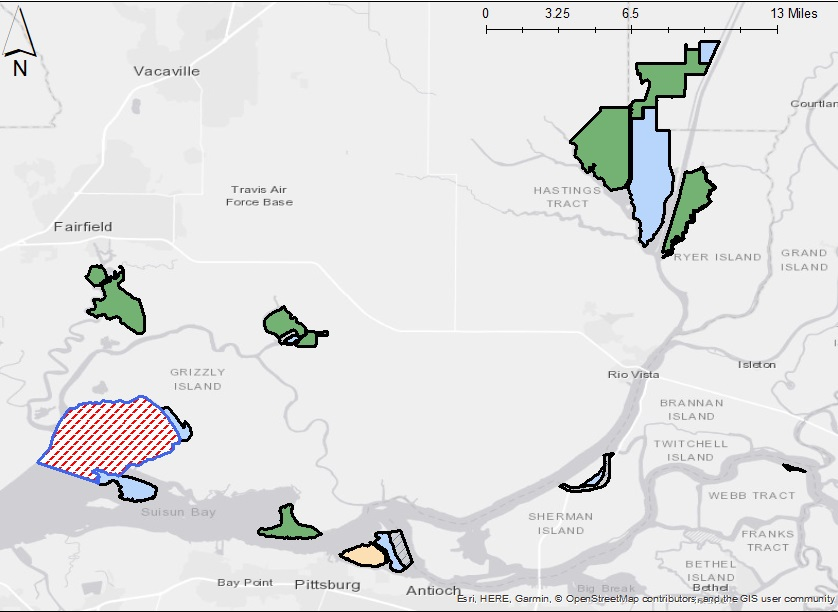 0 3.25 6.5 13 Miles
N
Vacaville
Courtlan
Travis Air
Force Base
HASTINGS
TRACT
Fairfield
RYER ISLAND
GRAND
ISLAND
GRIZZLY
ISLAND
Rio Vista
Isleton
BRANNAN
ISLAND
TWITCHELL
ISLAND
WEBB TRACT
Suisun Bay
SHERMAN
ISLAND
FRANKS
TRACT
BETHEL
ISLAND
Bay Point
Pittsburg
Antioch
Big Break
Bethel
Esri, HERE, Garmin, © OpenStreetMap contributors, and the GIS user community